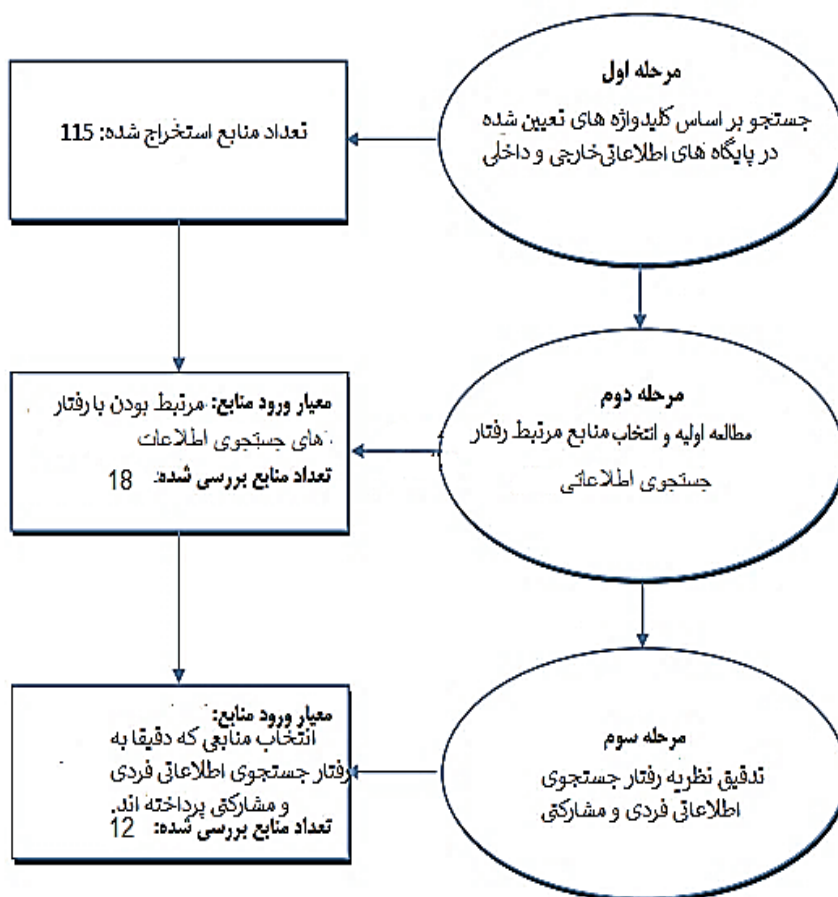 مرحله اول
جستجو بر اساس کلیدواژه های تعیین شده
در پایگاه های اطلاعاتی خارجی و داخلی
تعداد منابع استخراج شده: 115
مرحله دوم
مطالعه اولیه و انتخاب منابع مرتبط رفتار
جستجوی اطلاعاتی
معیار ورود منابع: مرتبط بودن با رفتار
های جستجوی اطلاعات
تعداد منابع بررسی شده: 18
مرحله سوم
تدقیق نظریه رفتار جستجوی
اطلاعاتی فردی و مشارکتی
معیار ورود منابع:
انتخاب منابعی که دقیقا به
رفتار جستجوی اطلاعاتی فردی
و مشارکتی پرداخته اند.
تعداد منابع بررسی شده: 12